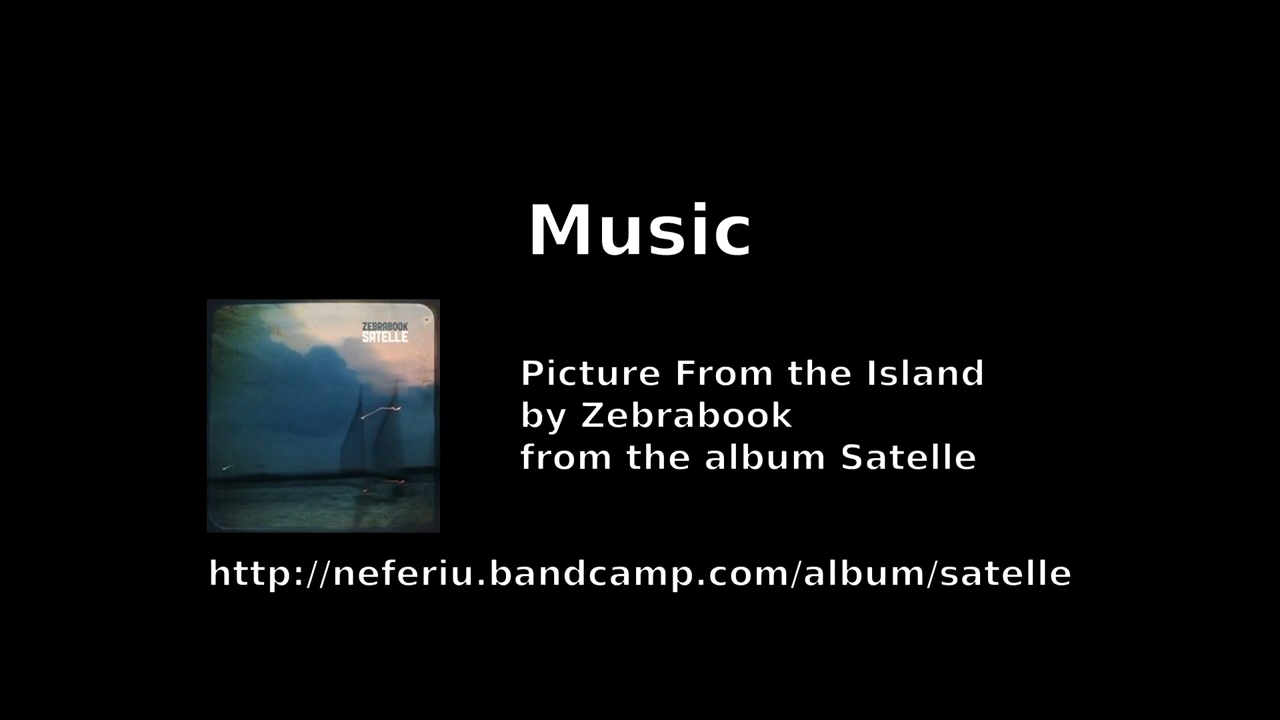 Music
ZEBRABOOK
SATELLE
Picture From the Island
by Zebrabook
from the album Satelle
http://neferiu.bandcamp.com/album/satelle